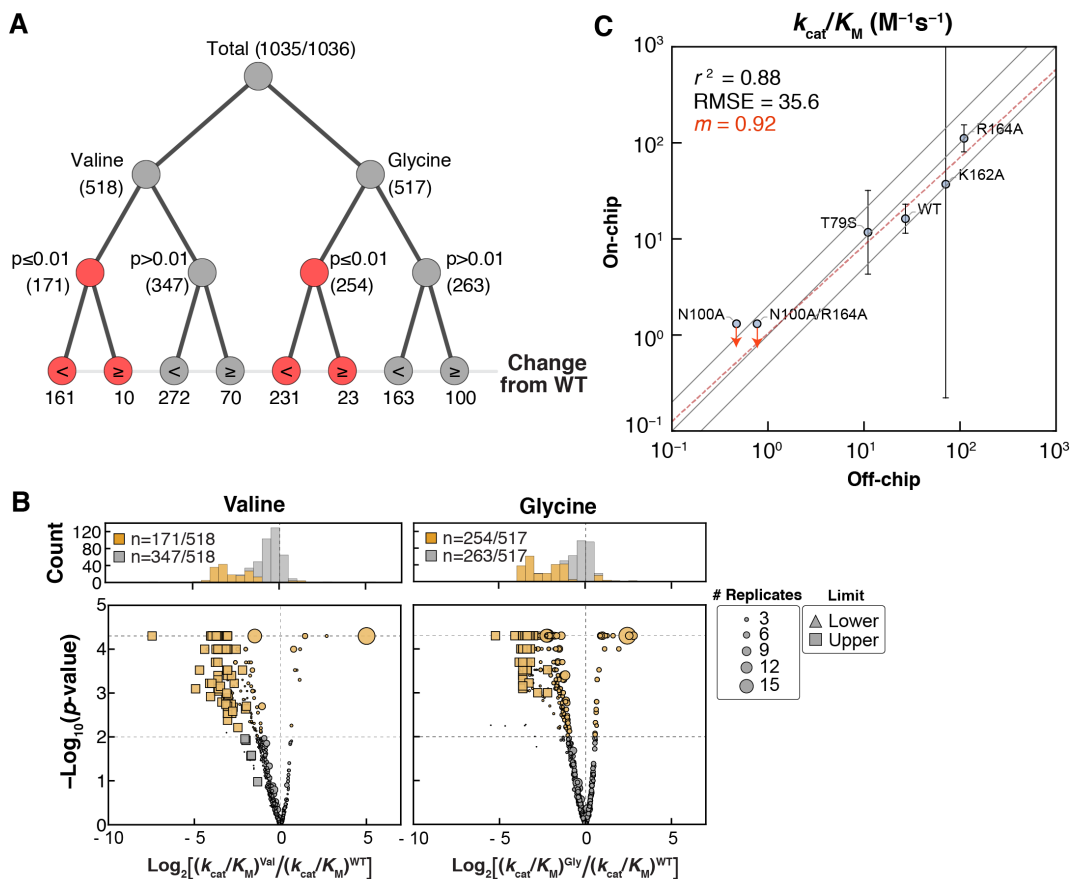 A
Total (1035/1036)
Valine
(518)
Glycine
(517)
p≤0.01
(171)
p>0.01
(347)
p≤0.01
(254)
p>0.01
(263)
< ≥ < ≥ < ≥ < ≥
161 10 272 70 231 23 163 100
Change
from WT
C
kcat/KM (M−1s−1)
r2 = 0.88
RMSE = 35.6
m = 0.92
R164A
K162A
WT
T79S
N100A
N100A/R164A
On-chip
103
102
101
100
10−1
10−1 100 101 102 103
Off-chip
B
Valine
Glycine
Count
120
80
40
0
n=171/518
n=347/518
n=254/517
n=263/517
# Replicates
3
6
9
12
15
Limit
Lower
Upper
−Log10(p-value)
5
4
3
2
1
0
- 10 -5 0 5
- 10 - 5 0 5
Log2[(kcat/KM)Val/(kcat/KM)WT]
Log2[(kcat/KM)Gly/(kcat/KM)WT]